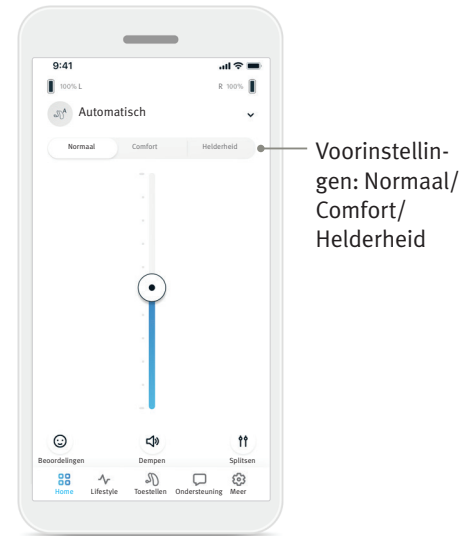 9:41
100% L
R 100%
Automatisch
Normaal Comfort Helderheid
Voorinstellin-
gen: Normaal/
Comfort/
Helderheid
Beoordelingen Dempen Splitsen
Home Lifestyle Toestellen Ondersteuning Meer